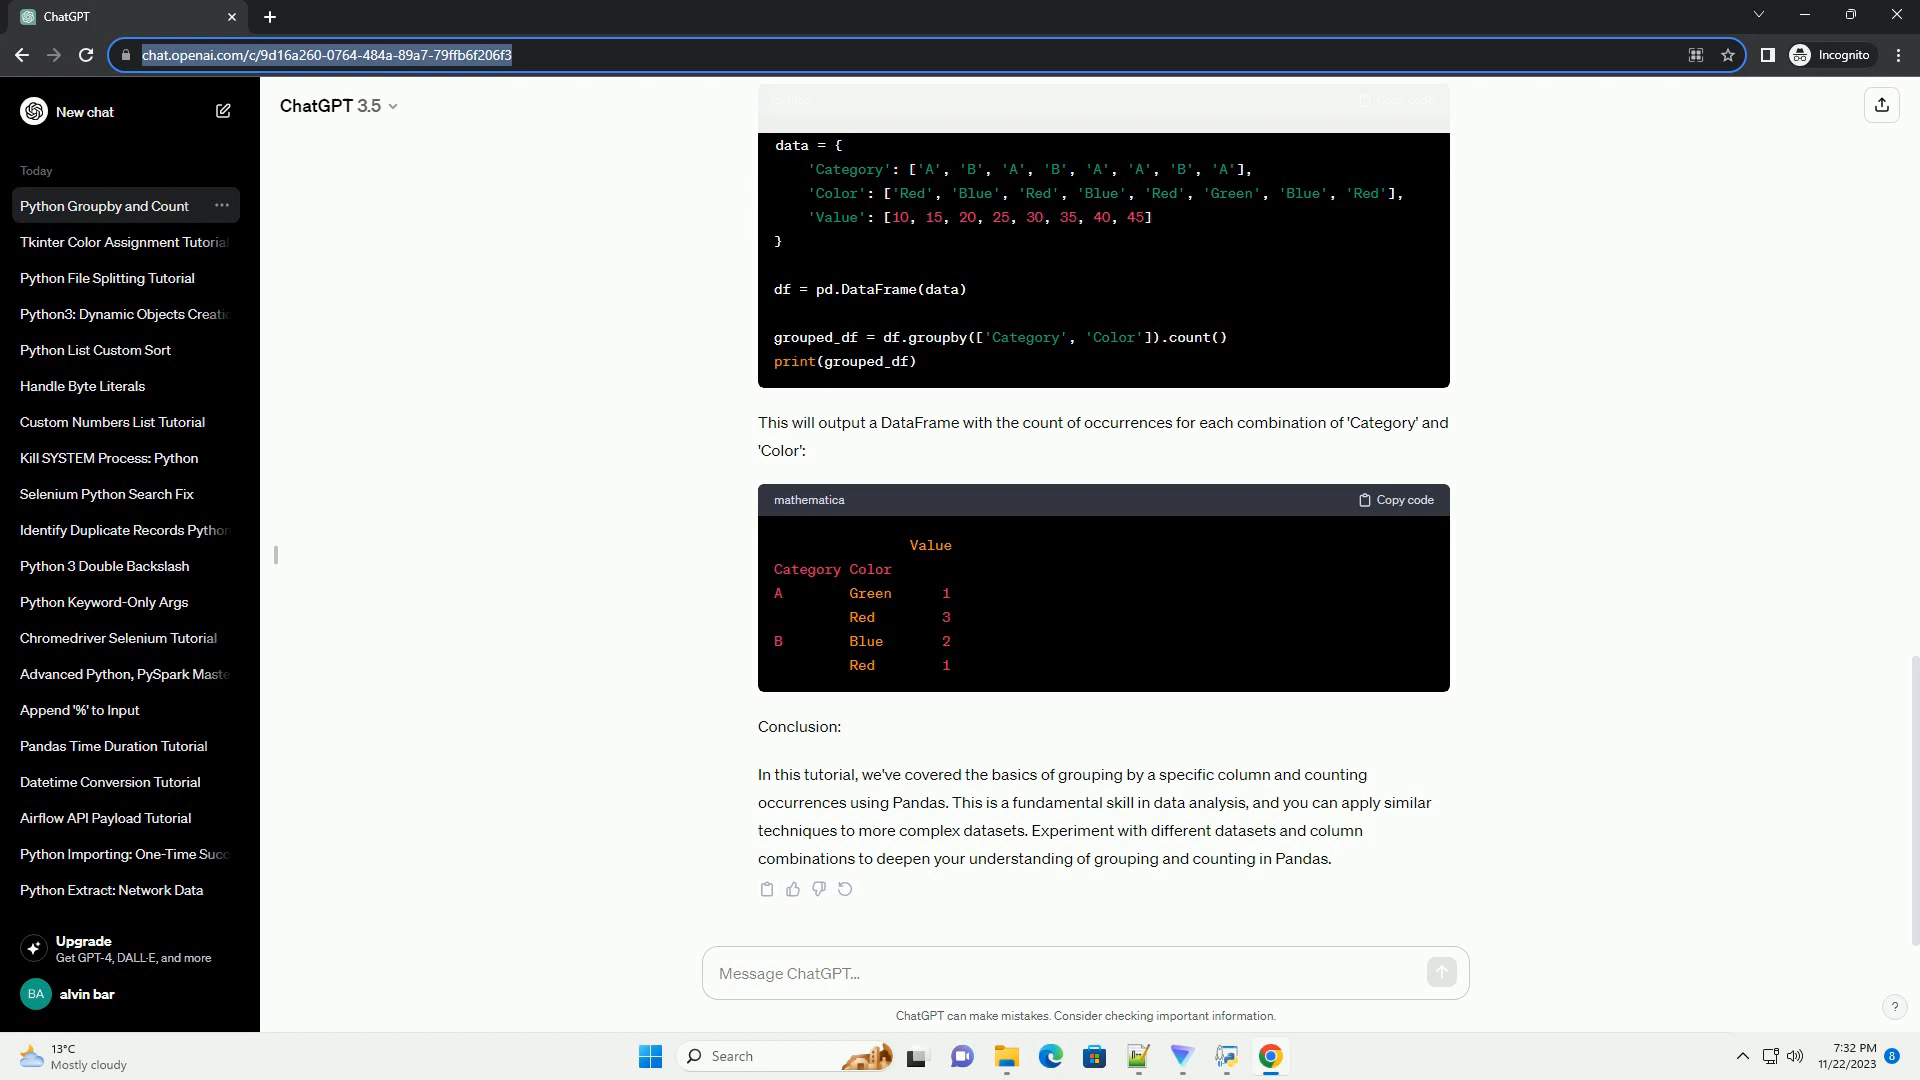 ChatGPT
chat.openai.com/c/9d16a260-0764-484a-89a7-79ffb6f206f3
Incognito
New chat
Today
Python Groupby and Count
Tkinter Color Assignment Tutorial
Python File Splitting Tutorial
Python3: Dynamic Objects Creatio
Python List Custom Sort
Handle Byte Literals
Custom Numbers List Tutorial
Kill SYSTEM Process: Python
Selenium Python Search Fix
Identify Duplicate Records Python
Python 3 Double Backslash
Python Keyword-Only Args
Chromedriver Selenium Tutorial
Advanced Python, PySpark Maste
Append '%' to Input
Pandas Time Duration Tutorial
Datetime Conversion Tutorial
Airflow API Payload Tutorial
Python Importing: One-Time Succ
Python Extract: Network Data
Upgrade
Get GPT-4, DALL·E, and more
BA alvin bar
ChatGPT 3.5
data = {
'Category': ['A', 'B', 'A', 'B', 'A', 'A', 'B', 'A'],
'Color': ['Red', 'Blue', 'Red', 'Blue', 'Red', 'Green', 'Blue', 'Red'],
'Value': [10, 15, 20, 25, 30, 35, 40, 45]
}
df = pd.DataFrame(data)
grouped_df = df.groupby(['Category', 'Color']).count()
print(grouped_df)
This will output a DataFrame with the count of occurrences for each combination of 'Category' and
'Color':
mathematica Copy code
Value
Category Color
A Green 1
Red 3
B Blue 2
Red 1
Conclusion:
In this tutorial, we've covered the basics of grouping by a specific column and counting
occurrences using Pandas. This is a fundamental skill in data analysis, and you can apply similar
techniques to more complex datasets. Experiment with different datasets and column
combinations to deepen your understanding of grouping and counting in Pandas.
Message ChatGPT...
ChatGPT can make mistakes. Consider checking important information.
?
13°C
Mostly cloudy
Search
7:32 PM
11/22/2023
8